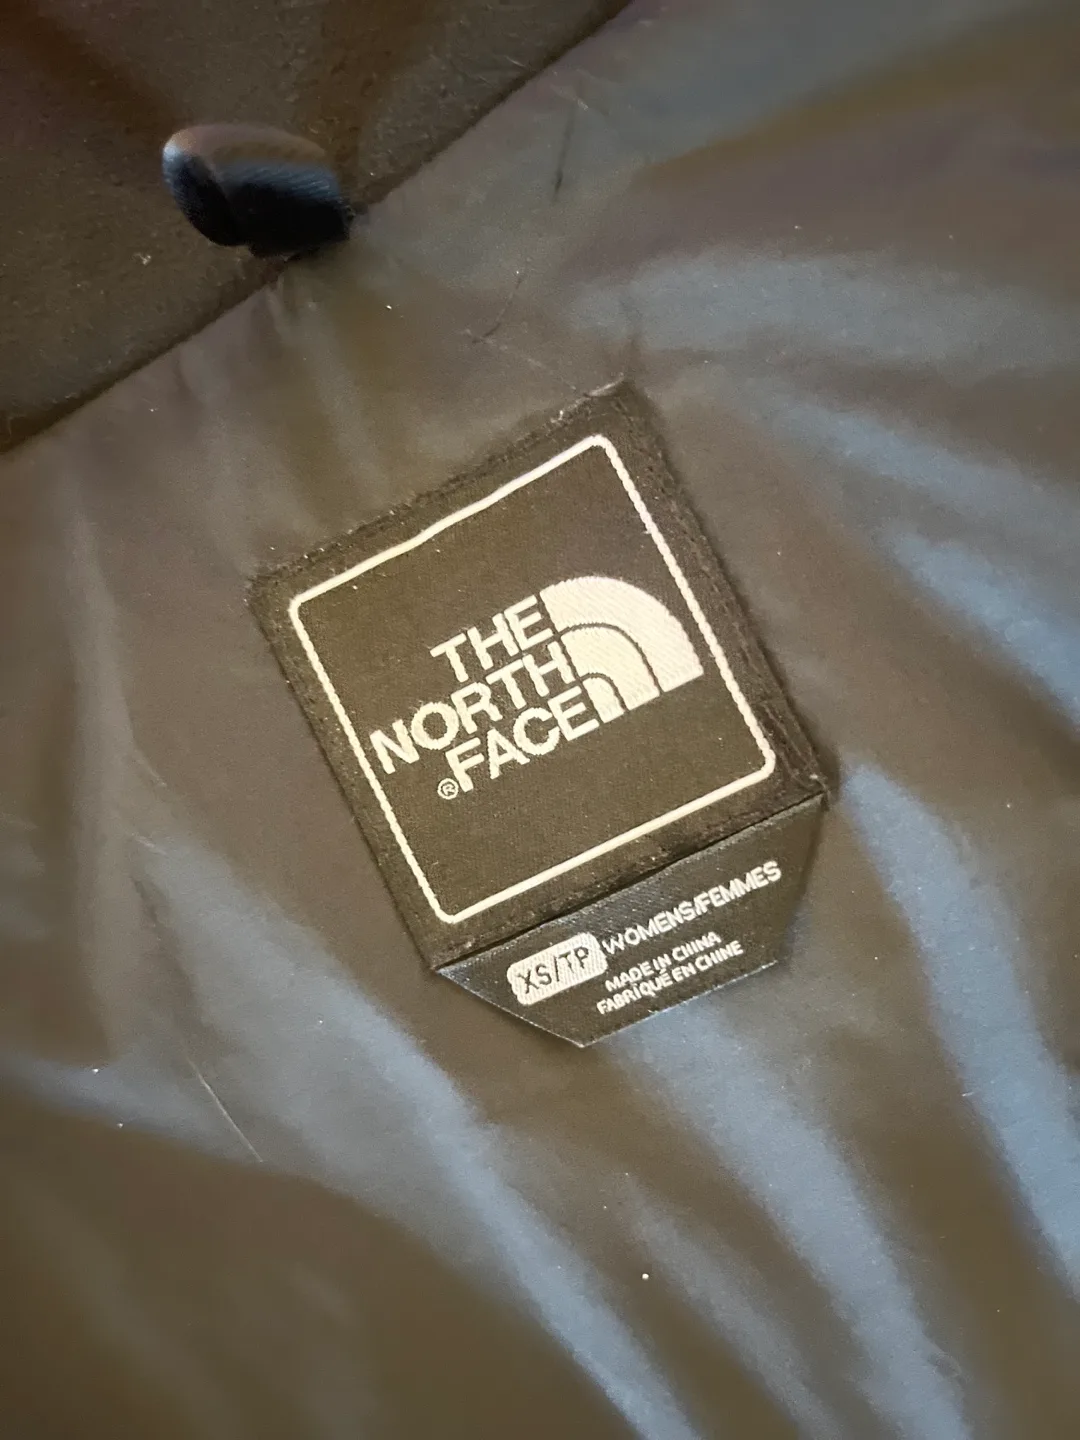 THE
NORTH
®FACE
XS/TP WOMENS/FEMMES
MADE IN CHINA
FABRIQUÉ EN CHINE